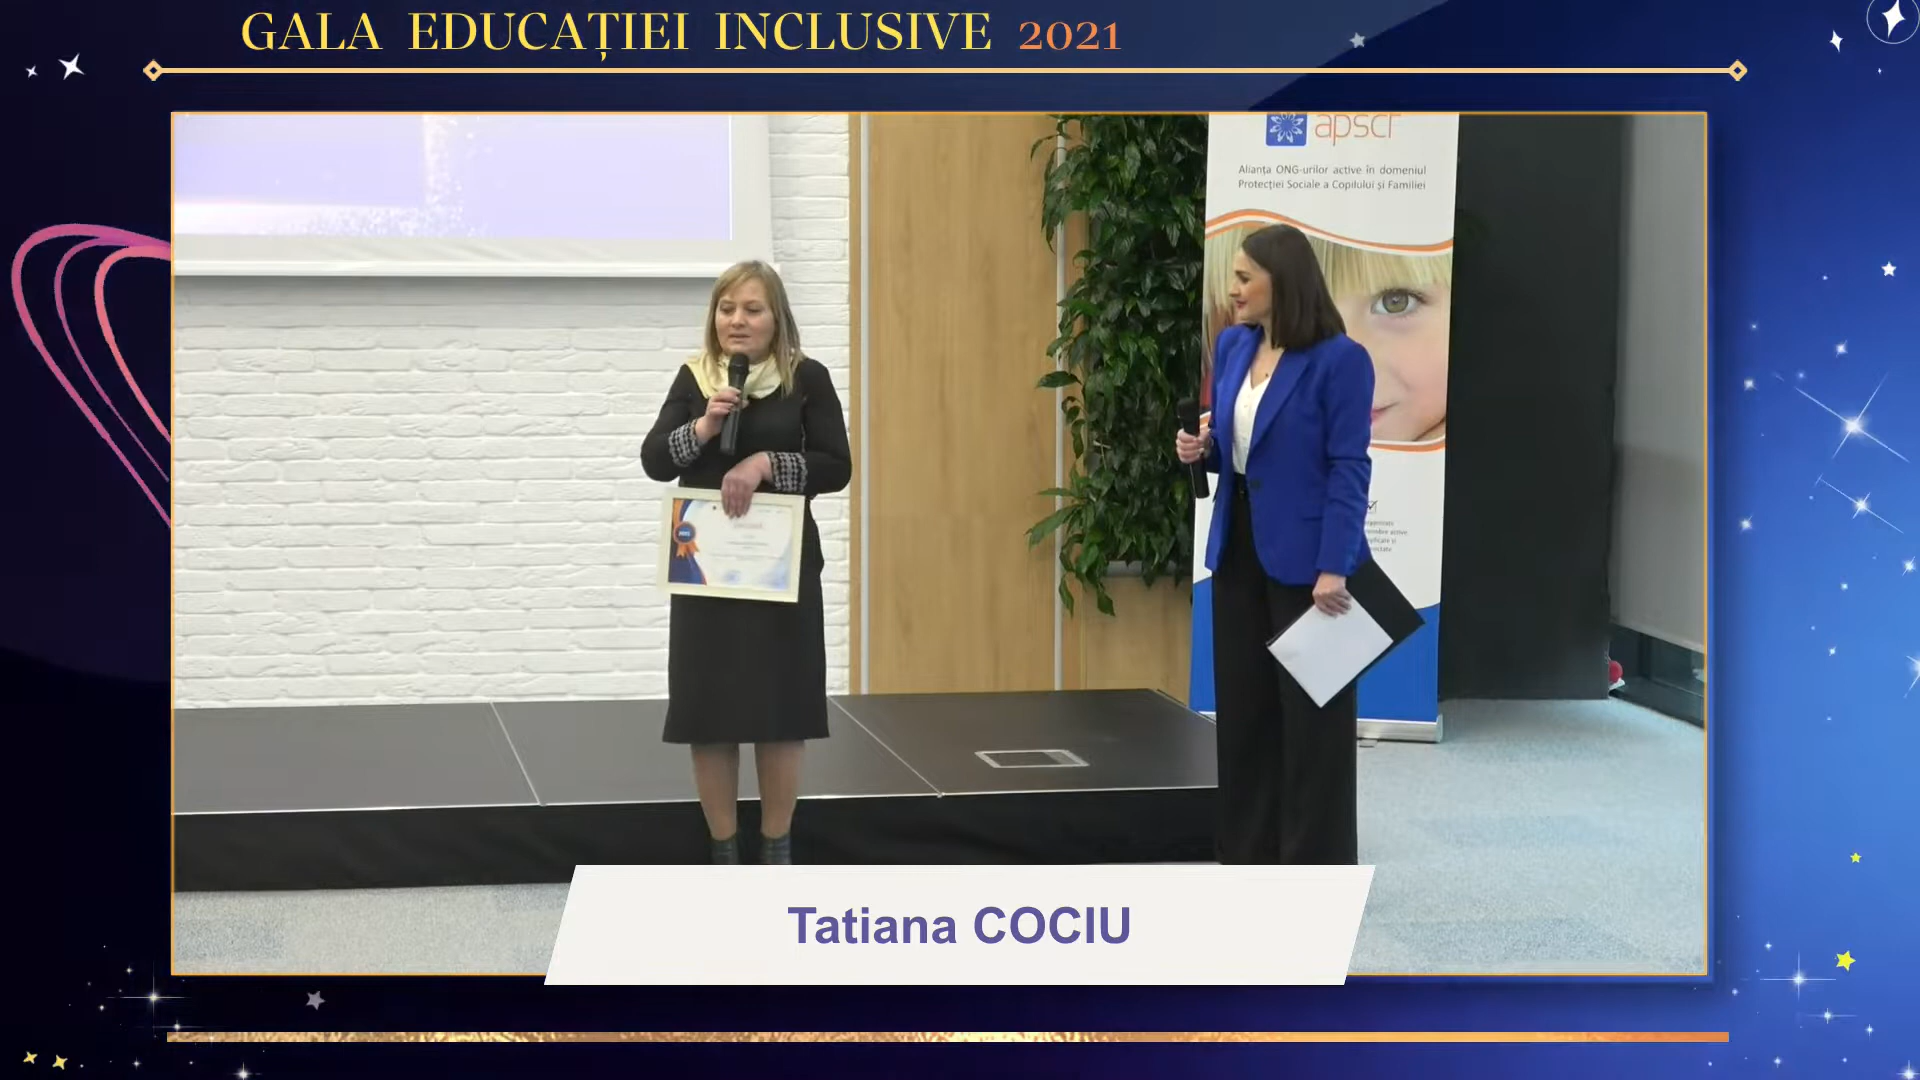 GALA EDUCAȚIEI INCLUSIVE 2021
apscf
Alianța ONG-urilor active în domeniul
Protecției Sociale a Copilului și Familiei
Tatiana COCIU